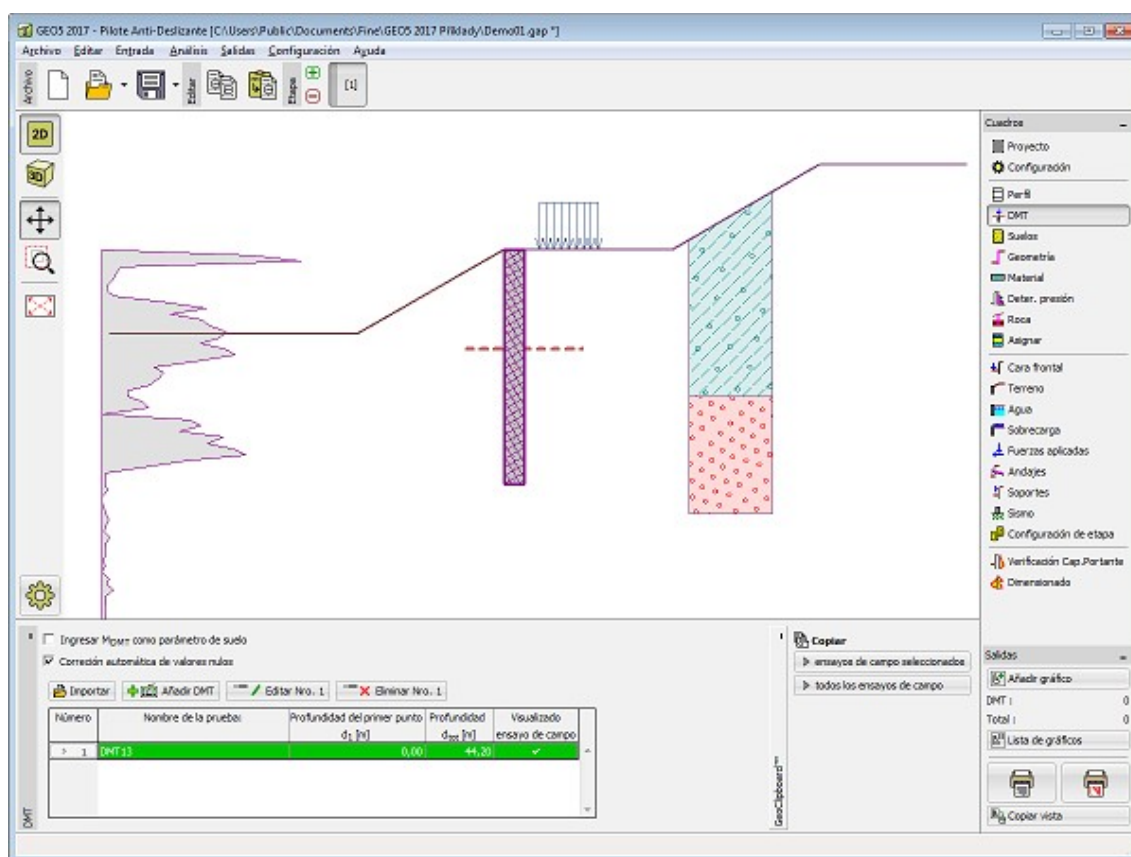 GEO5 2017 - Pilote Anti-Deslizante [C:\Users\Public\Documents\Fine\GEO5 2017 Příklady\Demo01.gap *]
Archivo Editar Entrada Análisis Salidas Configuración Ayuda
Archivo
Editar
Etapa
[1]
2D
3D
Cuadros
Proyecto
Configuración
Perfil
DMT
Suelos
Geometría
Material
Deter. presión
Roca
Asignar
Cara frontal
Terreno
Agua
Sobrecarga
Fuerzas aplicadas
Andajes
Soportes
Sismo
Configuración de etapa
Verificación Cap.Portante
Dimensionado
Ingresar MDMT como parámetro de suelo
Correción automática de valores nulos
Importar Añadir DMT Editar Nro. 1 Eliminar Nro. 1
Número Nombre de la prueba: Profundidad del primer punto d1 [m] Profundidad dtot [m] Visualizado ensayo de campo
> 1 DMT13 0,00 44,20
DMT
GeoClipboard™
Copiar
ensayos de campo seleccionados
todos los ensayos de campo
Salidas
Añadir gráfico
DMT : 0
Total : 0
Lista de gráficos
Copiar vista